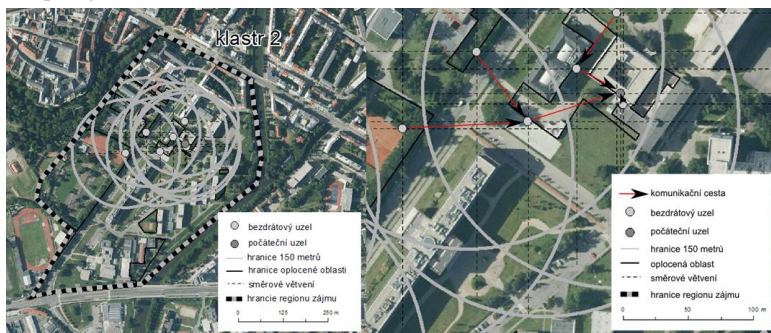 klastr 2
bezdrátový uzel
počáteční uzel
hranice 150 metrů
hranice oplocené oblasti
směrové větvení
hrancie regionu zájmu
0 125 250 m
komunikační cesta
bezdrátový uzel
počáteční uzel
hranice 150 metrů
oplocená oblast
směrové větvení
hranice regionu zájmu
0 50 100 m